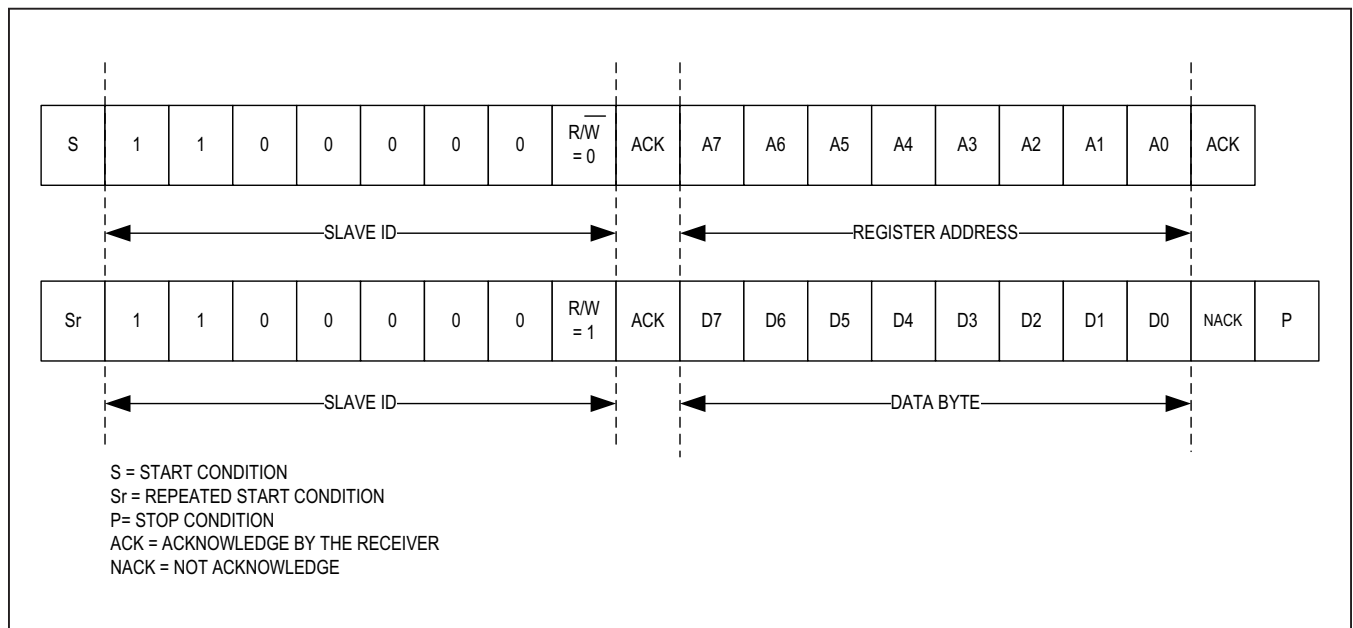 S 1 1 0 0 0 0 0 R/W̅ = 0 ACK A7 A6 A5 A4 A3 A2 A1 A0 ACK
SLAVE ID REGISTER ADDRESS
Sr 1 1 0 0 0 0 0 R/W = 1 ACK D7 D6 D5 D4 D3 D2 D1 D0 NACK P
SLAVE ID DATA BYTE
S = START CONDITION
Sr = REPEATED START CONDITION
P= STOP CONDITION
ACK = ACKNOWLEDGE BY THE RECEIVER
NACK = NOT ACKNOWLEDGE